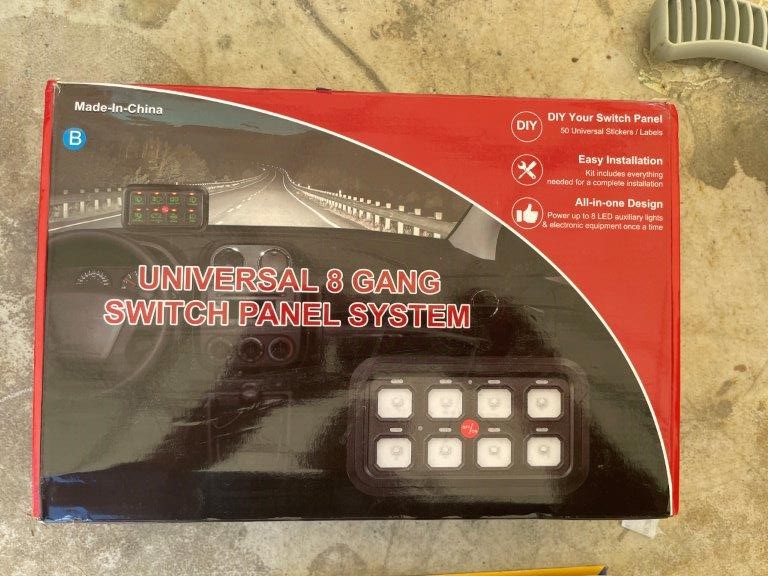 Made-In-China
B
DIY
DIY Your Switch Panel
50 Universal Stickers / Labels
Easy Installation
Kit includes everything
needed for a complete installation
All-in-one Design
Power up to 8 LED auxiliary lights
& electronic equipment once a time
UNIVERSAL 8 GANG
SWITCH PANEL SYSTEM